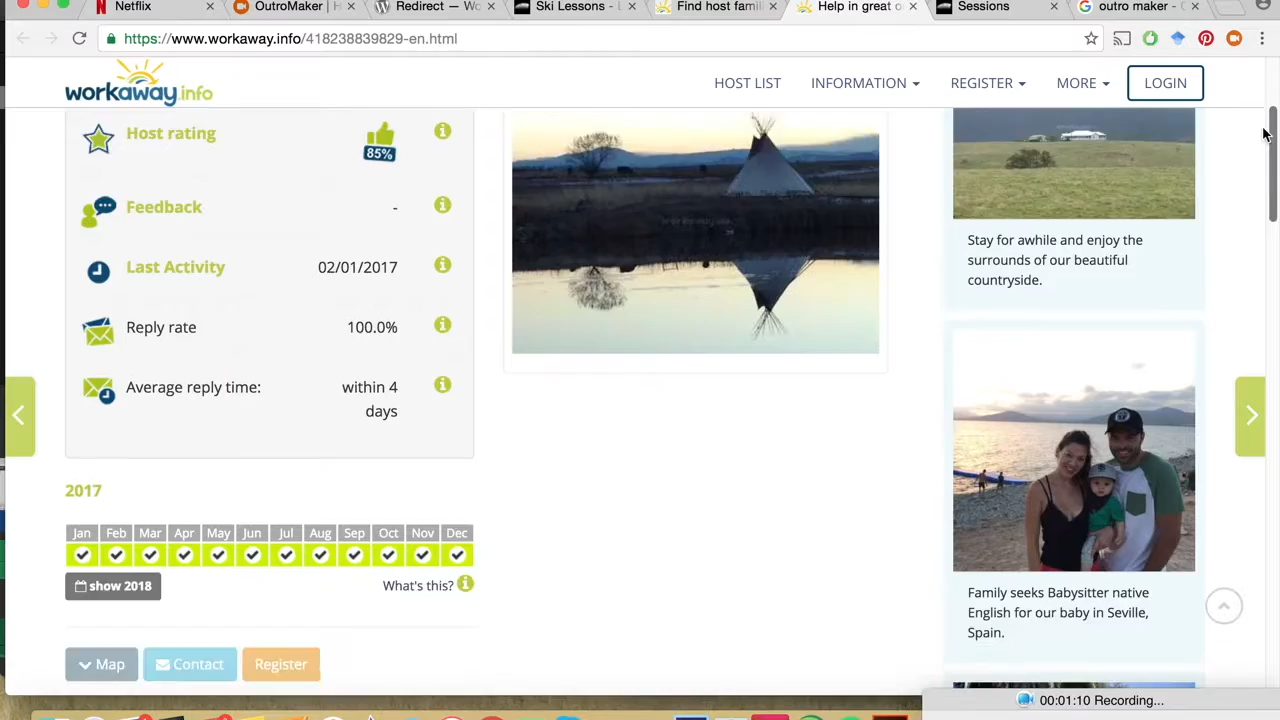 Netflix
OutroMaker | H
Redirect — Wo
Ski Lessons - L
Find host famil
Help in great o
Sessions
outro maker - G
https://www.workaway.info/418238839829-en.html
workaway.info
HOST LIST
INFORMATION
REGISTER
MORE
LOGIN
Host rating
85%
Feedback
-
Last Activity
02/01/2017
Reply rate
100.0%
Average reply time:
within 4
days
2017
Jan Feb Mar Apr May Jun Jul Aug Sep Oct Nov Dec
show 2018
What's this?
Map
Contact
Register
Stay for awhile and enjoy the
surrounds of our beautiful
countryside.
Family seeks Babysitter native
English for our baby in Seville,
Spain.
00:01:10 Recording...